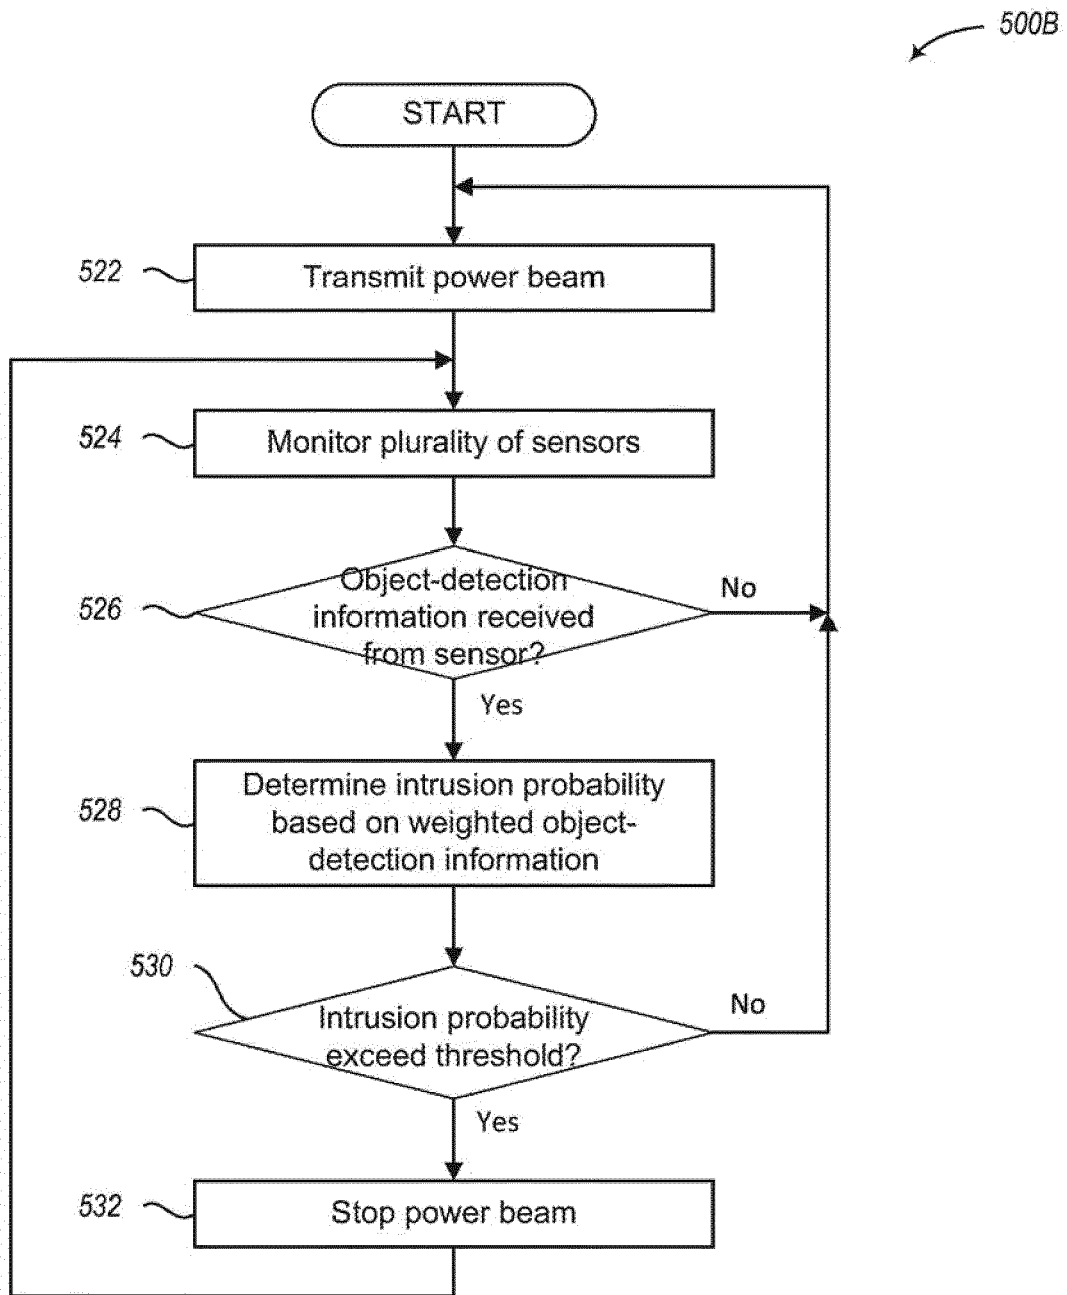 500B
START
522
Transmit power beam
524
Monitor plurality of sensors
526
Object-detection
information received
from sensor?
No
Yes
528
Determine intrusion probability
based on weighted object-
detection information
530
Intrusion probability
exceed threshold?
No
Yes
532
Stop power beam